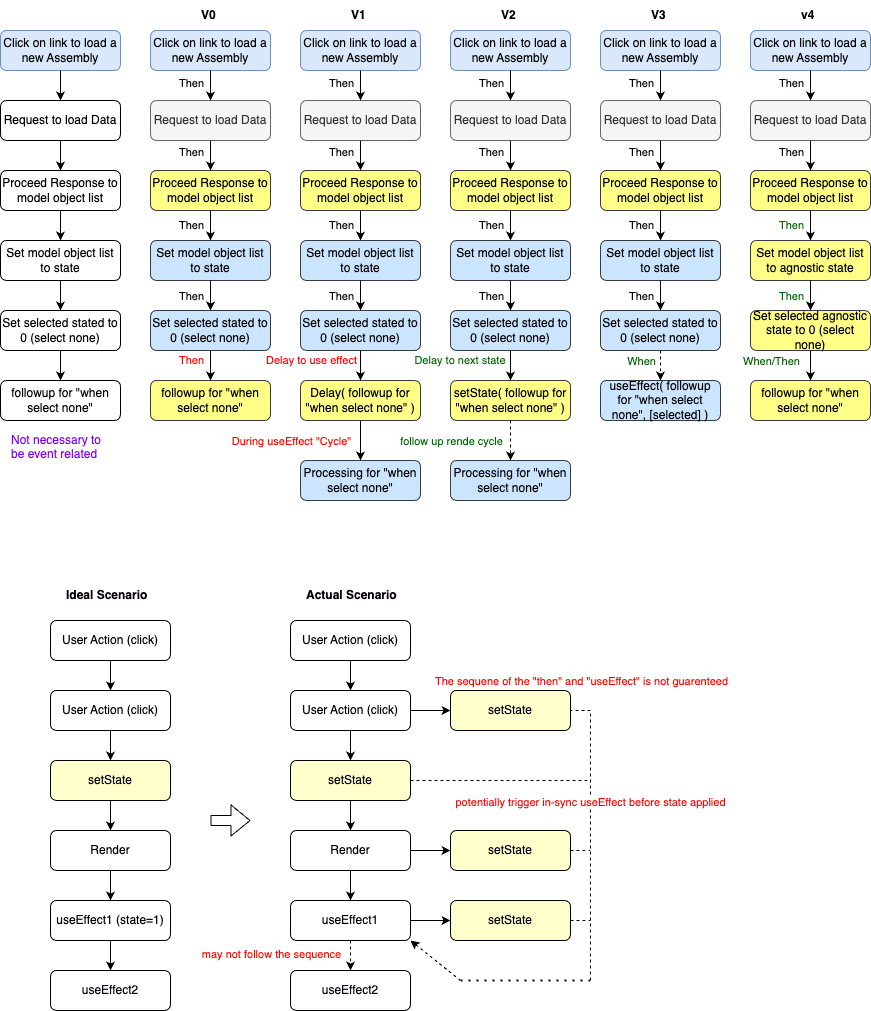 V0
V1
V2
V3
v4
Click on link to load a
new Assembly
Click on link to load a
new Assembly
Click on link to load a
new Assembly
Click on link to load a
new Assembly
Click on link to load a
new Assembly
Click on link to load a
new Assembly
Then
Then
Then
Then
Then
Request to load Data
Request to load Data
Request to load Data
Request to load Data
Request to load Data
Request to load Data
Then
Then
Then
Then
Then
Proceed Response to
model object list
Proceed Response to
model object list
Proceed Response to
model object list
Proceed Response to
model object list
Proceed Response to
model object list
Proceed Response to
model object list
Then
Then
Then
Then
Then
Set model object list
to state
Set model object list
to state
Set model object list
to state
Set model object list
to state
Set model object list
to state
Set model object list
to agnostic state
Then
Then
Then
Then
Then
Set selected stated to
0 (select none)
Set selected stated to
0 (select none)
Set selected stated to
0 (select none)
Set selected stated to
0 (select none)
Set selected stated to
0 (select none)
Set selected agnostic
state to 0 (select
none)
Then
Delay to use effect
Delay to next state
When
When/Then
followup for "when
select none"
followup for "when
select none"
Delay( followup for
"when select none" )
setState( followup for
"when select none" )
useEffect( followup
for "when select
none", [selected] )
followup for "when
select none"
Not necessary to
be event related
During useEffect "Cycle"
follow up rende cycle
Processing for "when
select none"
Processing for "when
select none"
Ideal Scenario
Actual Scenario
User Action (click)
User Action (click)
The sequene of the "then" and "useEffect" is not guarenteed
User Action (click)
User Action (click)
setState
setState
setState
potentially trigger in-sync useEffect before state applied
Render
Render
setState
useEffect1 (state=1)
useEffect1
setState
may not follow the sequence
useEffect2
useEffect2